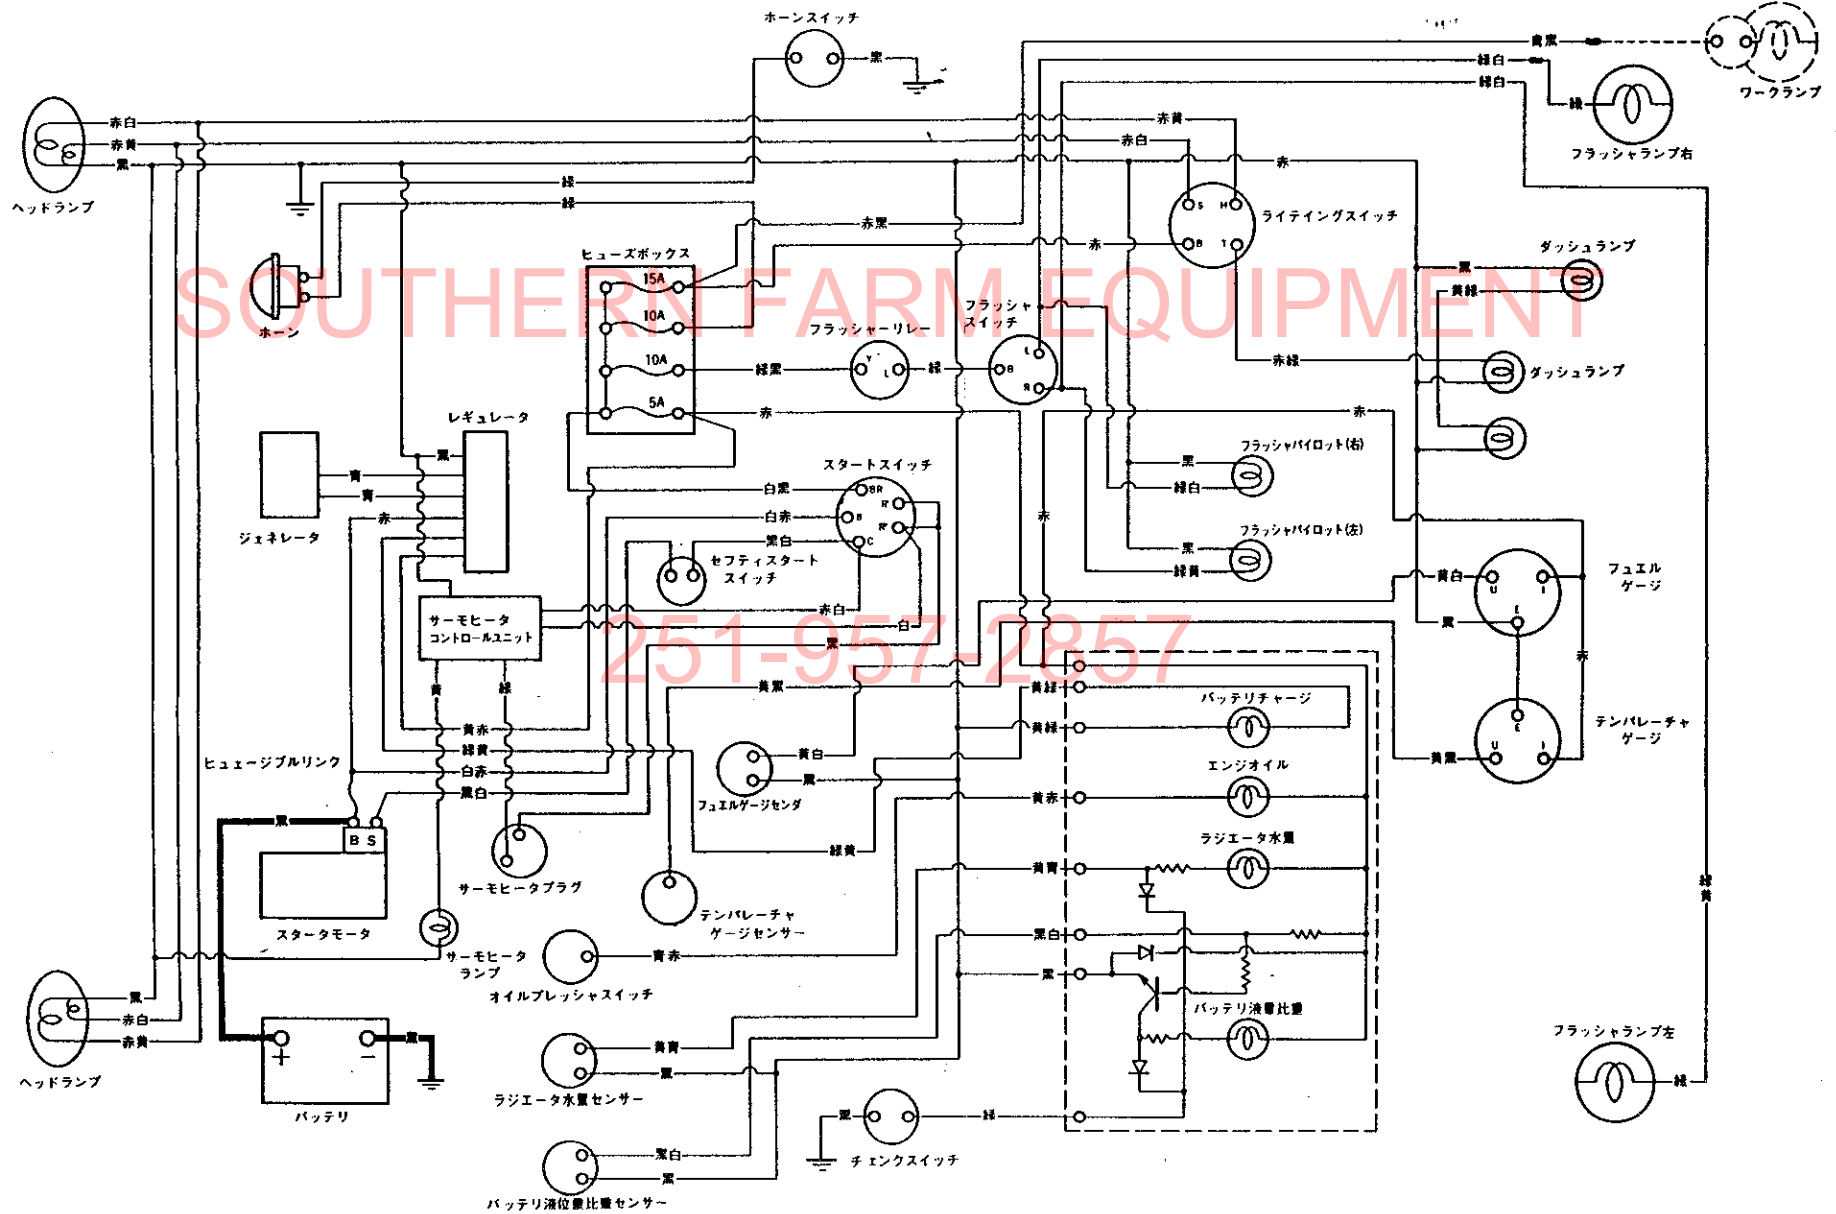 ホーンスイッチ
黒
青黒
緑白
緑白
ワークランプ
緑
フラッシャランプ右
赤白
赤黄
黒
ヘッドランプ
赤黄
赤白
赤
緑
緑
赤黒
S H
B T
ライテイングスイッチ
赤
ヒューズボックス
15A
10A
10A
5A
ホーン
ダッシュランプ
黒
黄緑
フラッシャ
スイッチ
フラッシャーリレー
L
B
R
Y
L
緑黒
緑
赤緑
ダッシュランプ
SOUTHERN FARM EQUIPMENT
レギュレータ
黒
青
青
赤
ジェネレータ
赤
赤
スタートスイッチ
BR
B
C
白黒
白赤
黒白
セフティスタート
スイッチ
フラッシャパイロット(右)
黒
緑白
フラッシャパイロット(左)
黒
緑黄
赤
黄白
フュエル
ゲージ
U I
E
黒
サーモヒータ
コントロールユニット
赤白
白
黒
251-957-2857
黄
緑
黄赤
緑黄
白赤
黒白
黄黒
黄緑
黄緑
バッテリチャージ
赤
テンパレーチャ
ゲージ
E
U I
黄黒
ヒュージブルリンク
黒
B S
スタータモータ
黄白
黒
フュエルゲージセンダ
エンジオイル
黄赤
ラジエータ水量
緑黄
黄青
サーモヒータプラグ
テンパレーチャ
ゲージセンサー
サーモヒータ
ランプ
青赤
オイルプレッシャスイッチ
黒白
黒
バッテリ液量比重
緑黄
黒
赤白
赤黄
ヘッドランプ
+ −
黒
バッテリ
黄青
黒
ラジエータ水量センサー
フラッシャランプ左
緑
黒
緑
チェンクスイッチ
黒白
黒
バッテリ液位量比重センサー